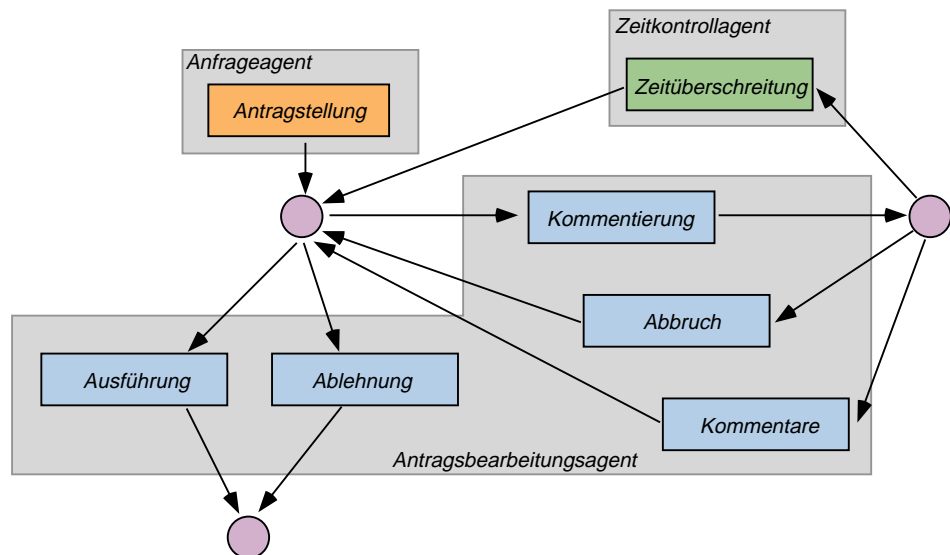 Zeitkontrollagent
Anfrageagent
Zeitüberschreitung
Antragstellung
Kommentierung
Abbruch
Ausführung
Ablehnung
Kommentare
Antragsbearbeitungsagent